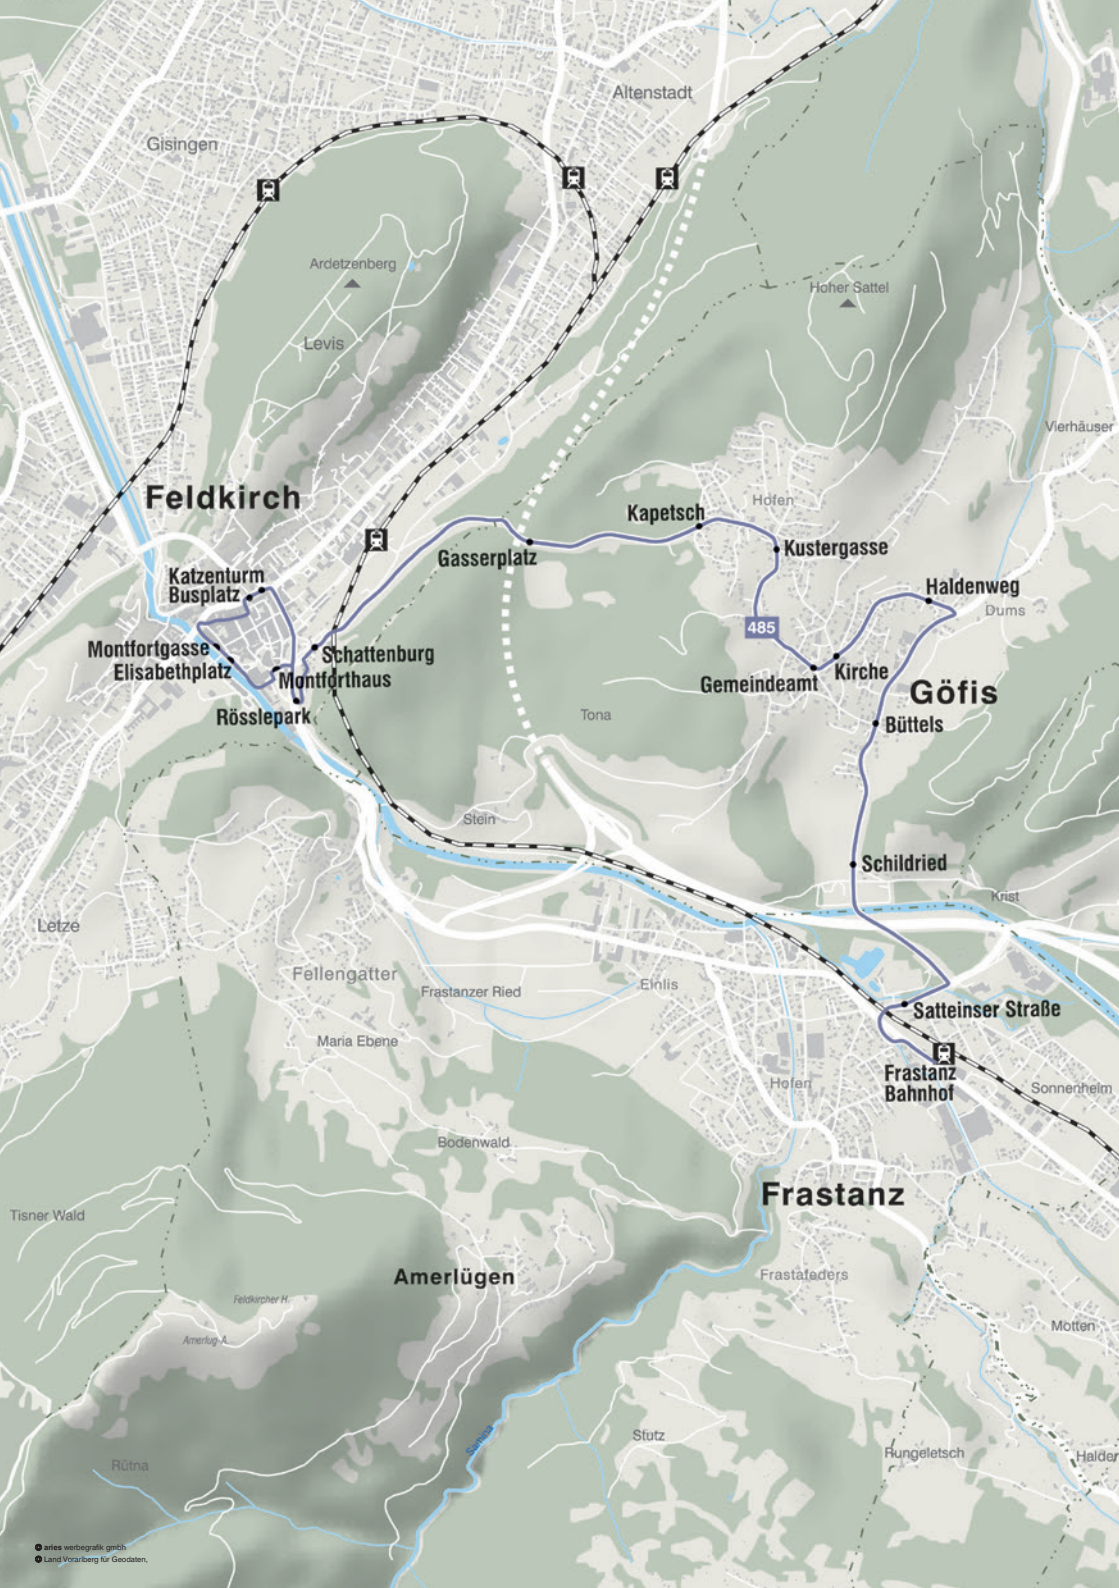 Altenstadt
Gisingen
Ardetzenberg
Hoher Sattel
Levis
Vierhäuser
Feldkirch
Hofen
Kapetsch
Kustergasse
Gasserplatz
Katzenturm
Busplatz
Haldenweg
Dums
485
Montfortgasse
Elisabethplatz
Schattenburg
Montforthaus
Kirche
Gemeindeamt
Göfis
Rösslepark
Tona
Büttels
Stein
Schildried
Krist
Letze
Fellengatter
Frastanzer Ried
Einlis
Satteinser Straße
Maria Ebene
Frastanz
Bahnhof
Hofen
Sonnenheim
Bodenwald
Frastanz
Tisner Wald
Amerlügen
Frastafeders
Feldkircher H.
Amerlug-A.
Motten
Samina
Stutz
Rungeletsch
Halden
Rütna
aries werbegrafik gmbh
Land Vorarlberg für Geodaten,